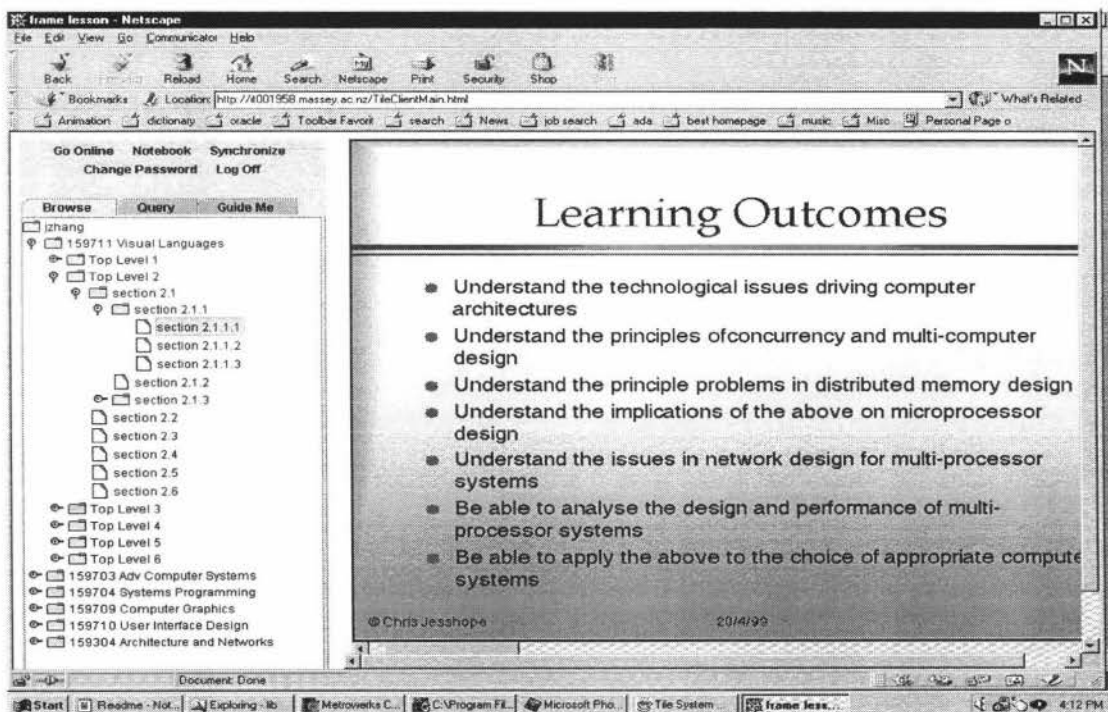 frame lesson - Netscape
File Edit View Go Communicator Help
Back Reload Home Search Netscape Print Security Shop
Bookmarks Location: http://it001958.massey.ac.nz/TileClientMain.html What's Related
Animation dictionary oracle Toolbar Favorit search News job search ada best homepage music Misc Personal Page o
Go Online Notebook Synchronize
Change Password Log Off
Browse Query Guide Me
jzhang
159711 Visual Languages
Top Level 1
Top Level 2
section 2.1
section 2.1.1
section 2.1.1.1
section 2.1.1.2
section 2.1.1.3
section 2.1.2
section 2.1.3
section 2.2
section 2.3
section 2.4
section 2.5
section 2.6
Top Level 3
Top Level 4
Top Level 5
Top Level 6
159703 Adv Computer Systems
159704 Systems Programming
159709 Computer Graphics
159710 User Interface Design
159304 Architecture and Networks
Learning Outcomes
Understand the technological issues driving computer
architectures
Understand the principles ofconcurrency and multi-computer
design
Understand the principle problems in distributed memory design
Understand the implications of the above on microprocessor
design
Understand the issues in network design for multi-processor
systems
Be able to analyse the design and performance of multi-
processor systems
Be able to apply the above to the choice of appropriate compute
systems
© Chris Jesshope 20/4/99
Document: Done
Start Readme - Not... Exploring - lib Metrowerks C... C:\Program Fil... Microsoft Pho... Tile System ... frame less... 4:12 PM